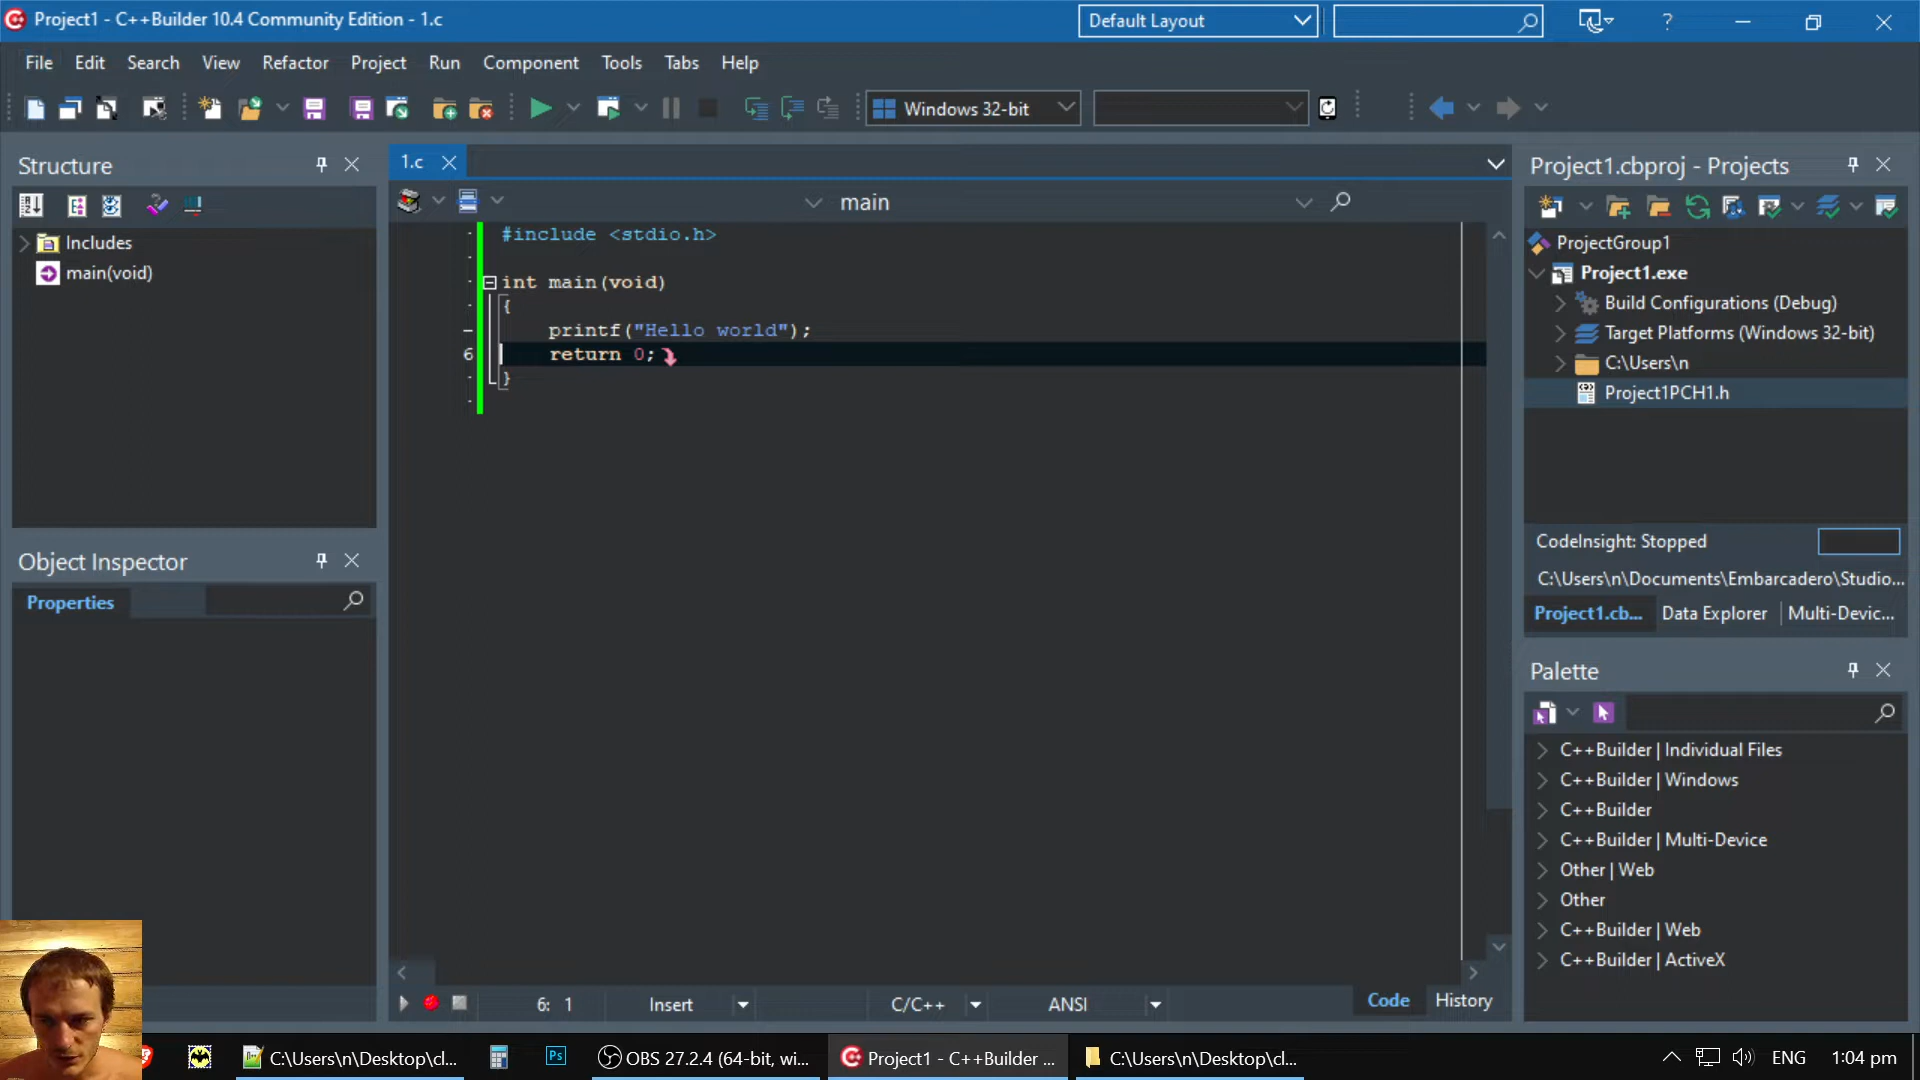 Project1 - C++Builder 10.4 Community Edition - 1.c
Default Layout
?
File Edit Search View Refactor Project Run Component Tools Tabs Help
Windows 32-bit
Structure
Includes
main(void)
Object Inspector
Properties
1.c
main
#include <stdio.h>
int main(void)
{
printf("Hello world");
6
return 0;
}
6: 1
Insert
C/C++
ANSI
Code
History
Project1.cbproj - Projects
ProjectGroup1
Project1.exe
Build Configurations (Debug)
Target Platforms (Windows 32-bit)
C:\Users\n
Project1PCH1.h
CodeInsight: Stopped
C:\Users\n\Documents\Embarcadero\Studio...
Project1.cb...
Data Explorer
Multi-Devic...
Palette
C++Builder | Individual Files
C++Builder | Windows
C++Builder
C++Builder | Multi-Device
Other | Web
Other
C++Builder | Web
C++Builder | ActiveX
C:\Users\n\Desktop\cl...
Ps
OBS 27.2.4 (64-bit, wi...
Project1 - C++Builder ...
C:\Users\n\Desktop\cl...
ENG
1:04 pm